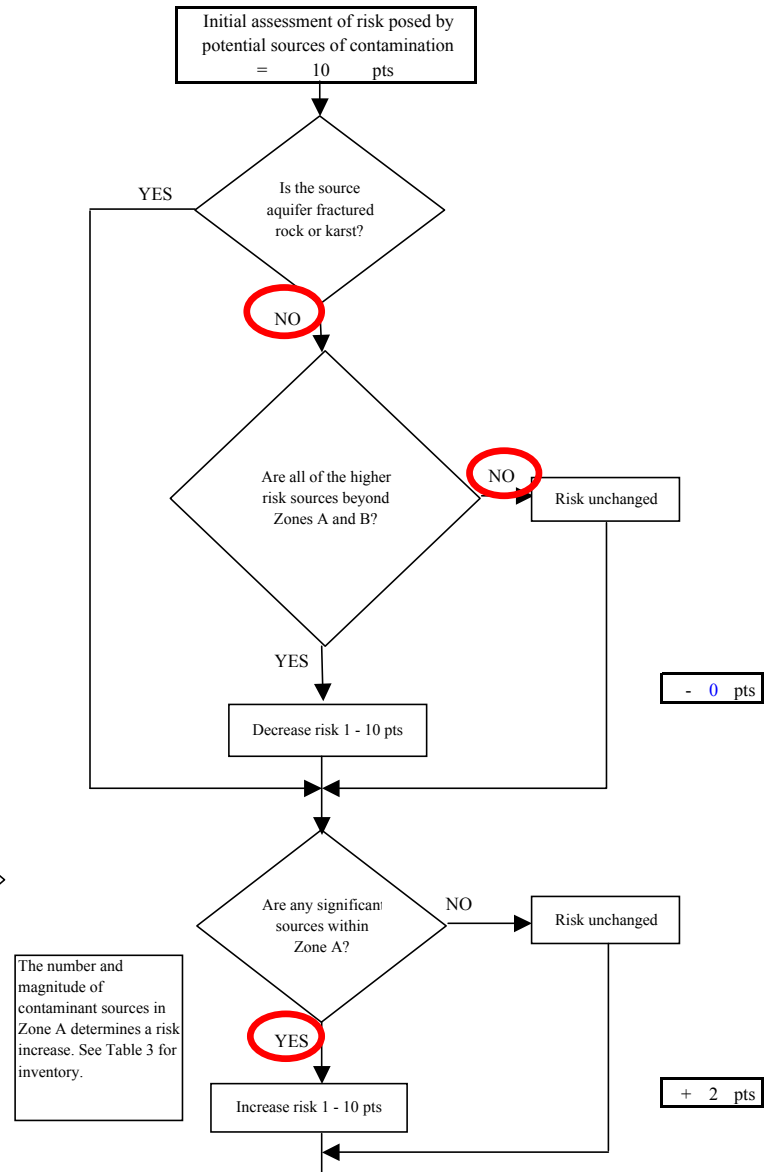 Initial assessment of risk posed by
potential sources of contamination
= 10 pts
YES
Is the source
aquifer fractured
rock or karst?
NO
Are all of the higher
risk sources beyond
Zones A and B?
NO
Risk unchanged
YES
- 0 pts
Decrease risk 1 - 10 pts
Are any significant
sources within
Zone A?
NO
Risk unchanged
The number and
magnitude of
contaminant sources in
Zone A determines a risk
increase. See Table 3 for
inventory.
YES
Increase risk 1 - 10 pts
+ 2 pts